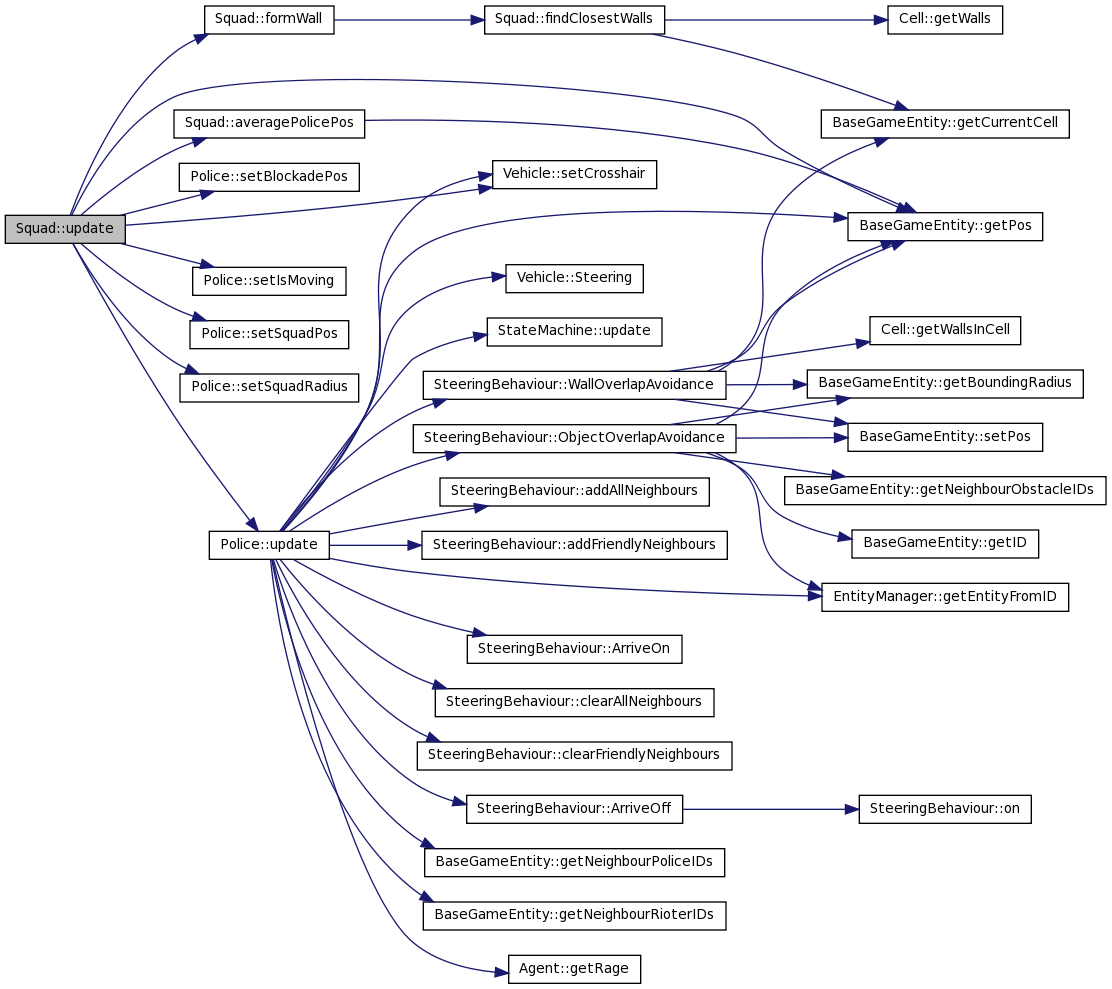 Squad::formWall
Squad::findClosestWalls
Cell::getWalls
Squad::averagePolicePos
BaseGameEntity::getCurrentCell
Police::setBlockadePos
Vehicle::setCrosshair
Squad::update
BaseGameEntity::getPos
Police::setIsMoving
Vehicle::Steering
Police::setSquadPos
StateMachine::update
Cell::getWallsInCell
Police::setSquadRadius
SteeringBehaviour::WallOverlapAvoidance
BaseGameEntity::getBoundingRadius
SteeringBehaviour::ObjectOverlapAvoidance
BaseGameEntity::setPos
SteeringBehaviour::addAllNeighbours
BaseGameEntity::getNeighbourObstacleIDs
Police::update
SteeringBehaviour::addFriendlyNeighbours
BaseGameEntity::getID
EntityManager::getEntityFromID
SteeringBehaviour::ArriveOn
SteeringBehaviour::clearAllNeighbours
SteeringBehaviour::clearFriendlyNeighbours
SteeringBehaviour::ArriveOff
SteeringBehaviour::on
BaseGameEntity::getNeighbourPoliceIDs
BaseGameEntity::getNeighbourRioterIDs
Agent::getRage